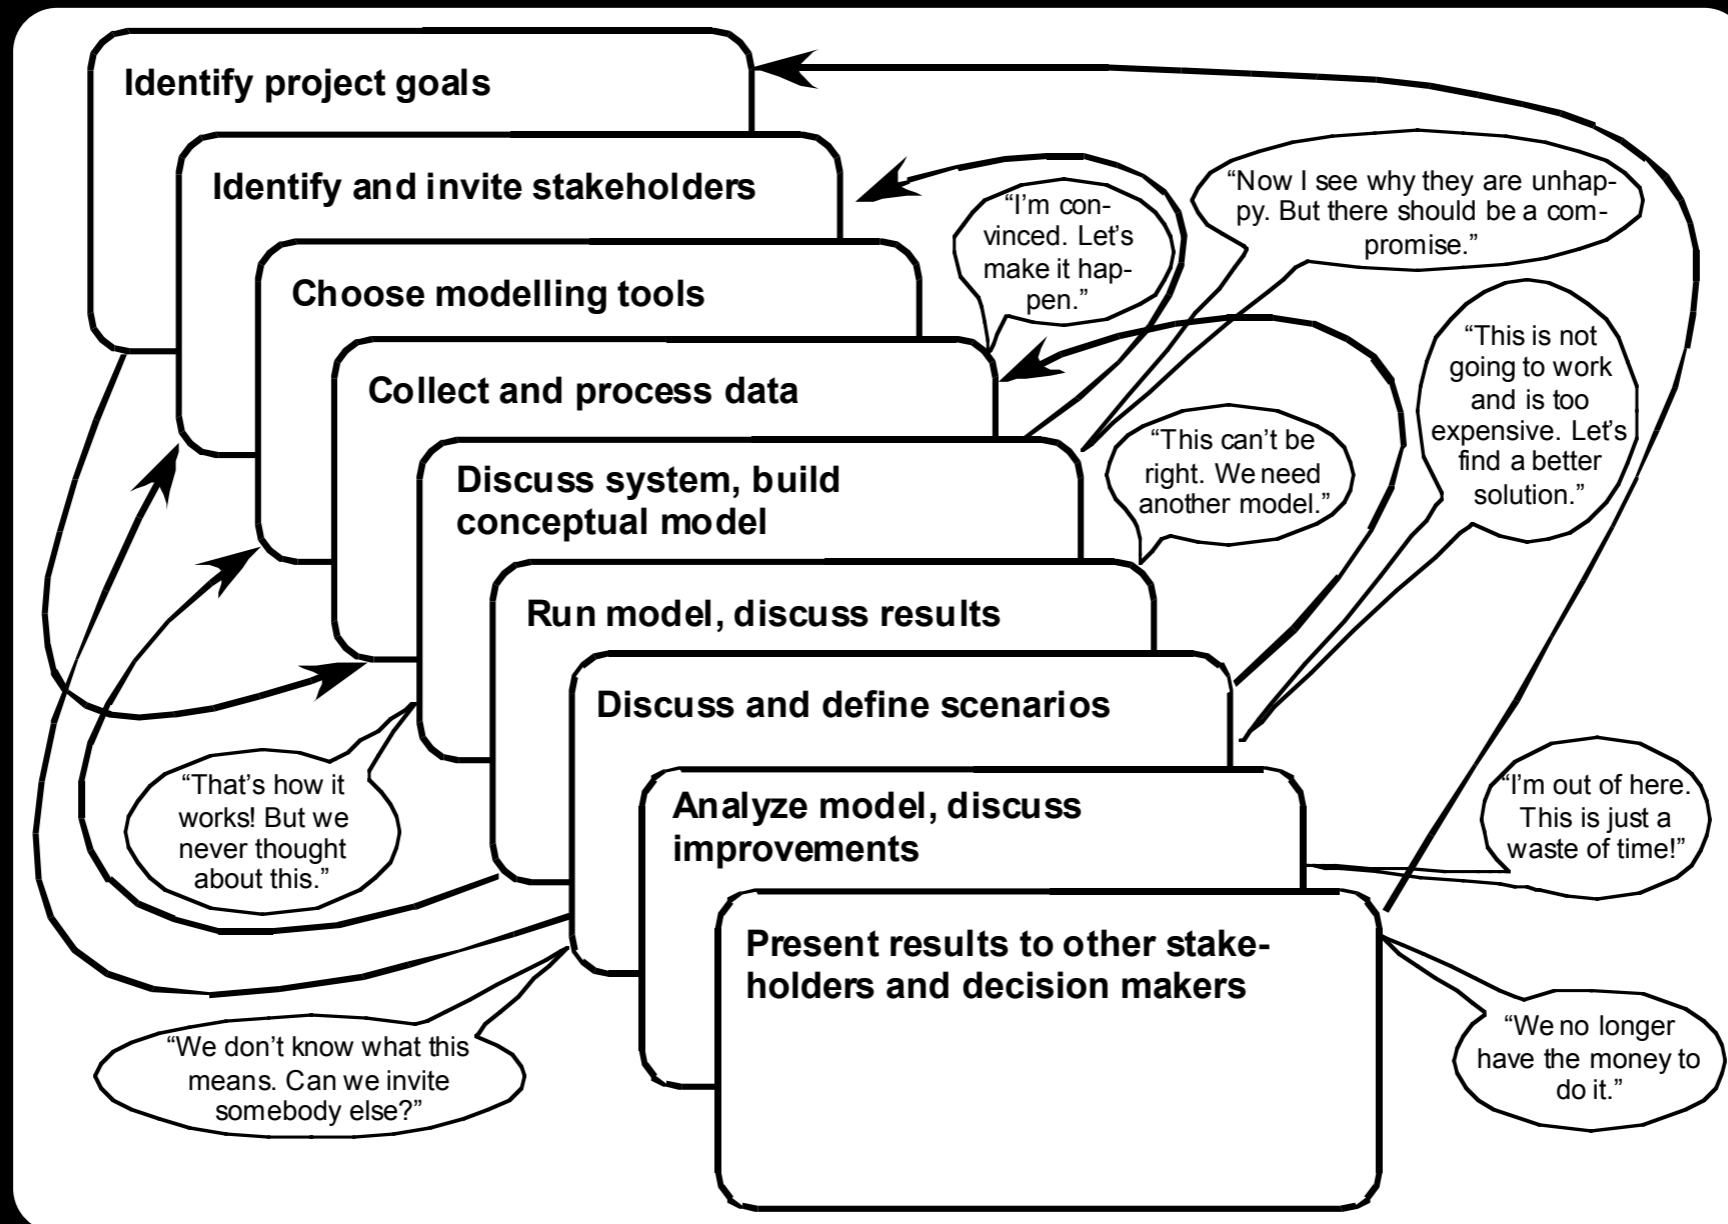 Identify project goals
Identify and invite stakeholders
“Now I see why they are unhap-
py. But there should be a com-
promise.”
“I’m con-
vinced. Let’s
make it hap-
pen.”
Choose modelling tools
“This is not
going to work
and is too
expensive. Let’s
find a better
solution.”
Collect and process data
“This can’t be
right. We need
another model.”
Discuss system, build
conceptual model
Run model, discuss results
Discuss and define scenarios
“That’s how it
works! But we
never thought
about this.”
Analyze model, discuss
improvements
“I’m out of here.
This is just a
waste of time!”
Present results to other stake-
holders and decision makers
“We don’t know what this
means. Can we invite
somebody else?”
“We no longer
have the money to
do it.”